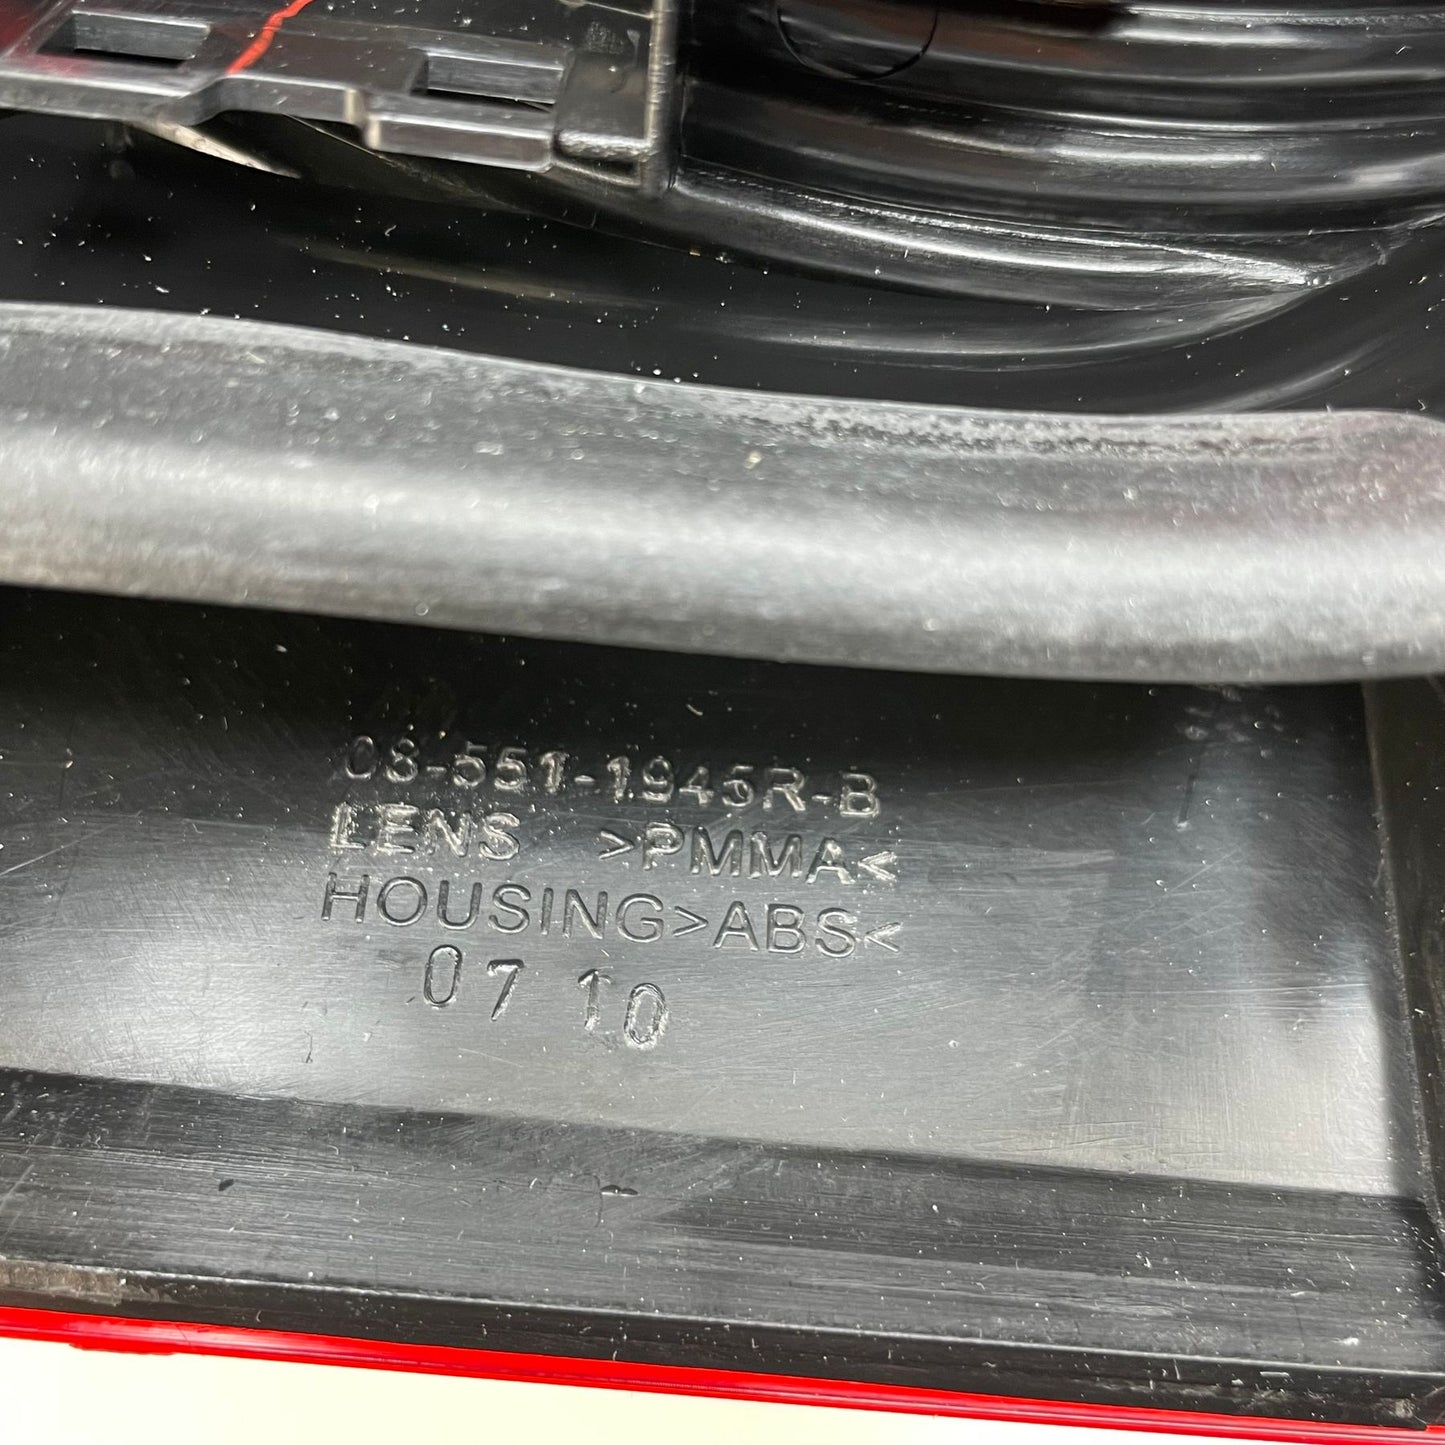 08-551-1945R-B
LENS >PMMA<
HOUSING>ABS<
07 10